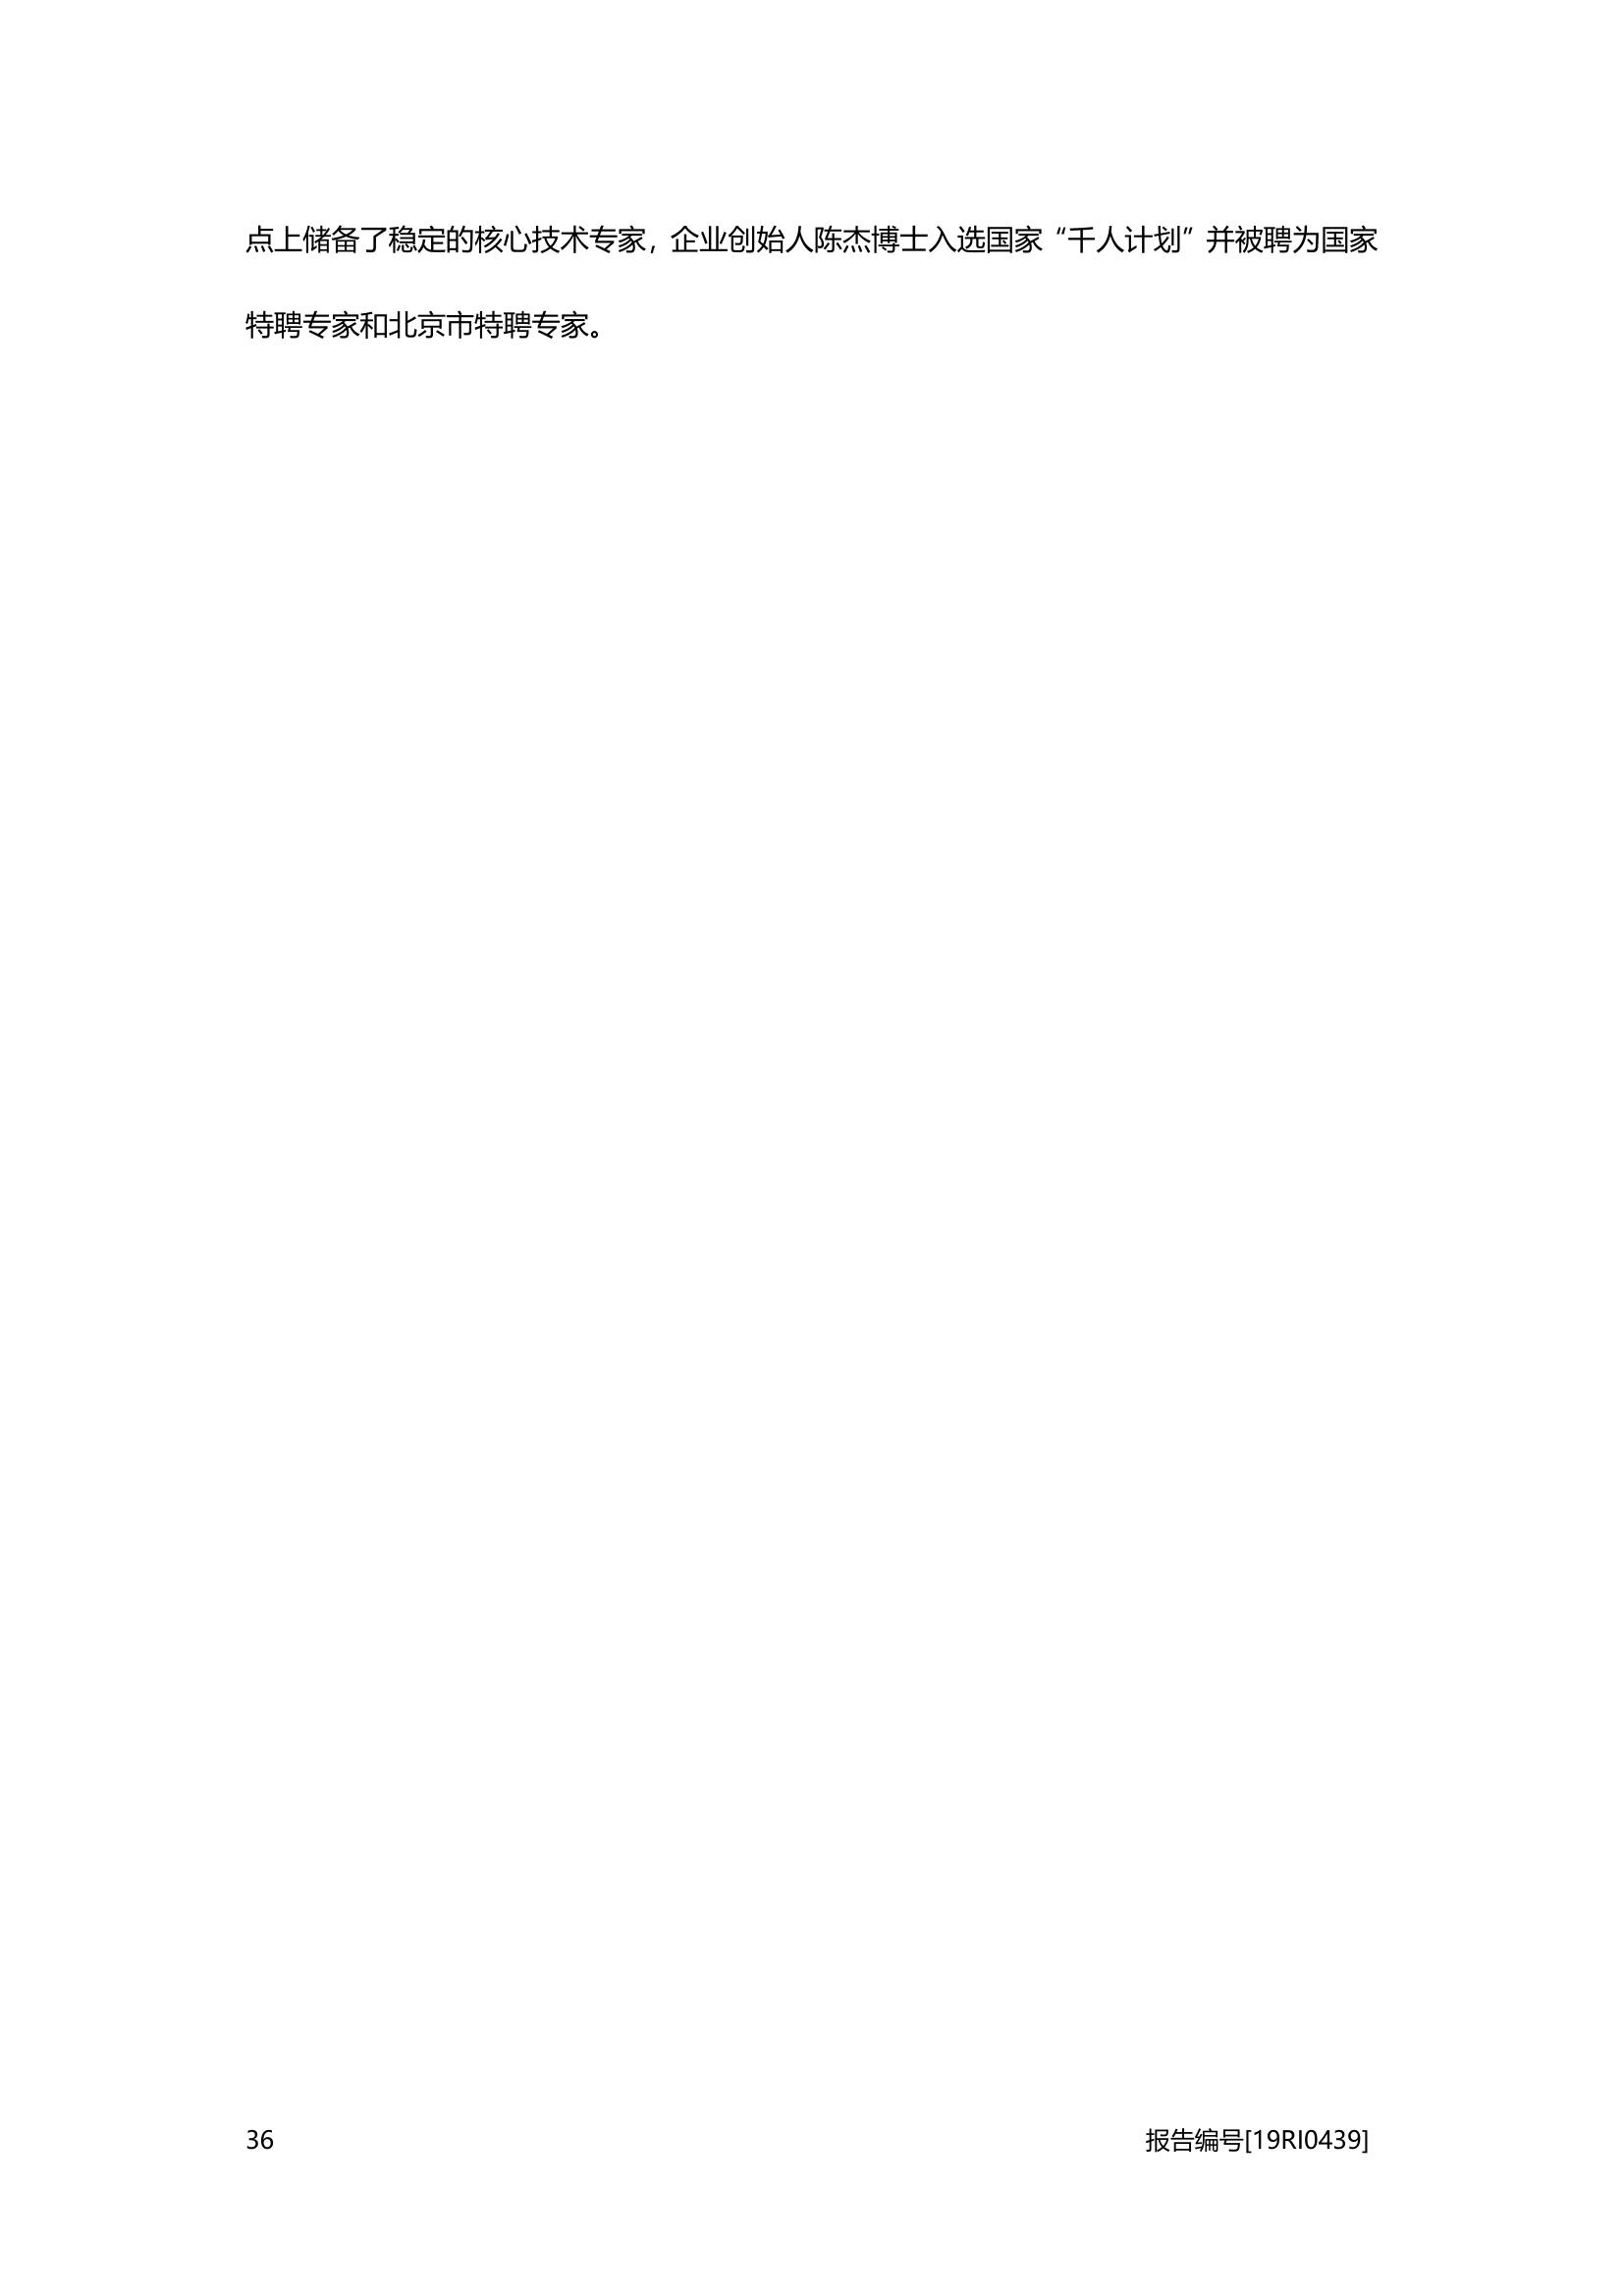 点上储备了稳定的核心技术专家，企业创始人陈杰博士入选国家“千人计划”并被聘为国家
特聘专家和北京市特聘专家。
36
报告编号[19RI0439]